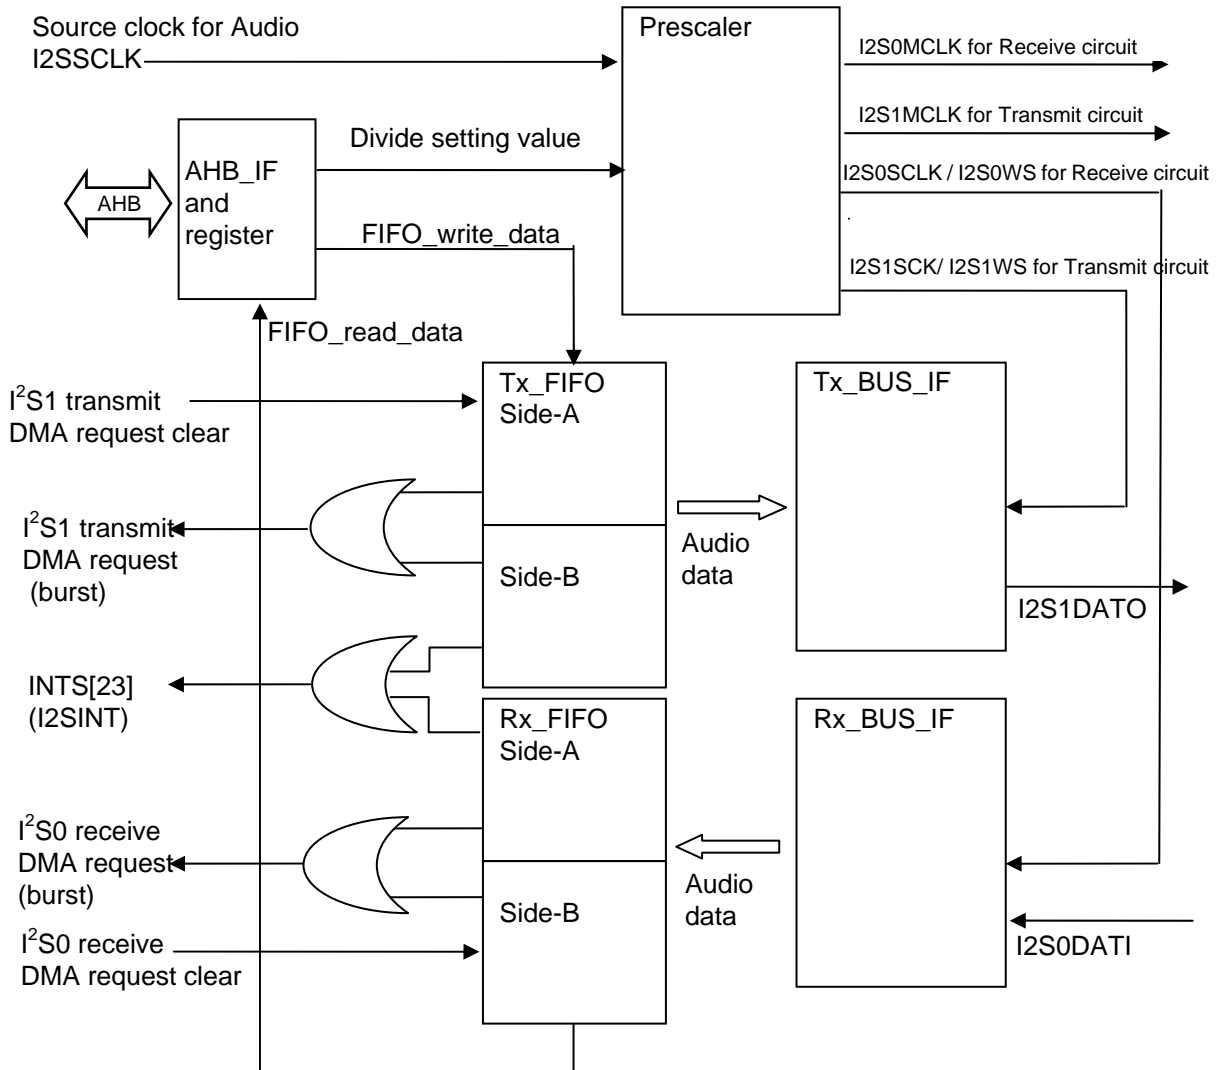 Source clock for Audio
I2SSCLK
Prescaler
I2S0MCLK for Receive circuit
I2S1MCLK for Transmit circuit
Divide setting value
AHB_IF
and
register
AHB
I2S0SCLK / I2S0WS for Receive circuit
.
FIFO_write_data
I2S1SCK/ I2S1WS for Transmit circuit
FIFO_read_data
I²S1 transmit
DMA request clear
Tx_FIFO
Side-A
Tx_BUS_IF
I²S1 transmit
DMA request
(burst)
Audio
data
Side-B
I2S1DATO
INTS[23]
(I2SINT)
Rx_FIFO
Side-A
Rx_BUS_IF
I²S0 receive
DMA request
(burst)
Audio
data
Side-B
I²S0 receive
DMA request clear
I2S0DATI